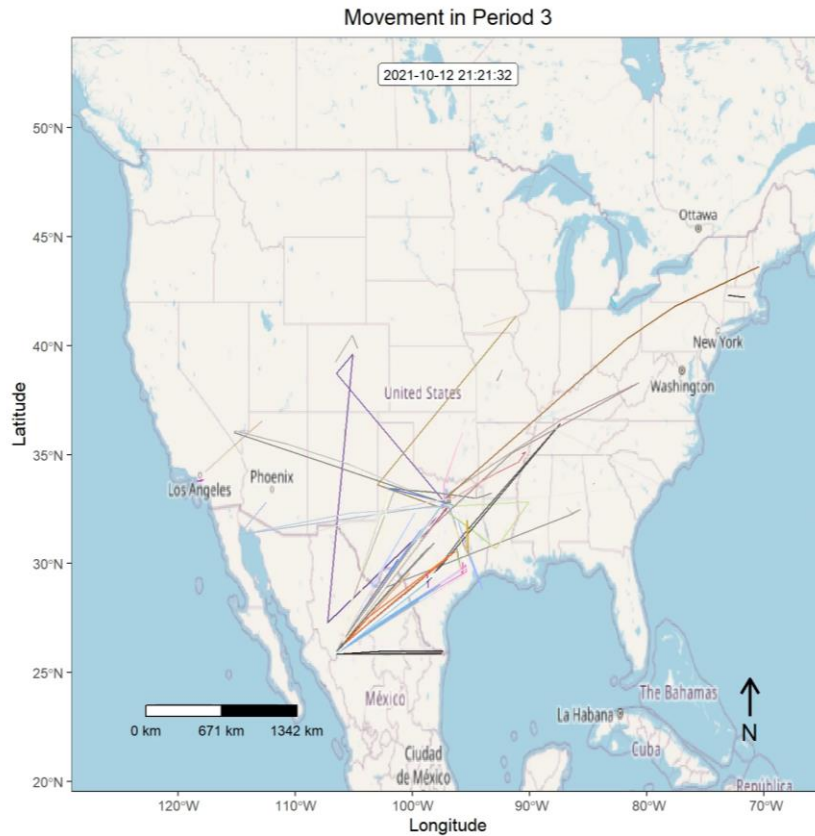 Movement in Period 3
2021-10-12 21:21:32
50°N
45°N
40°N
35°N
30°N
25°N
20°N
Latitude
Ottawa
New York
Washington
United States
Los Angeles
Phoenix
The Bahamas
La Habana
Cuba
México
Ciudad
de México
República
0 km 671 km 1342 km
N
120°W 110°W 100°W 90°W 80°W 70°W
Longitude